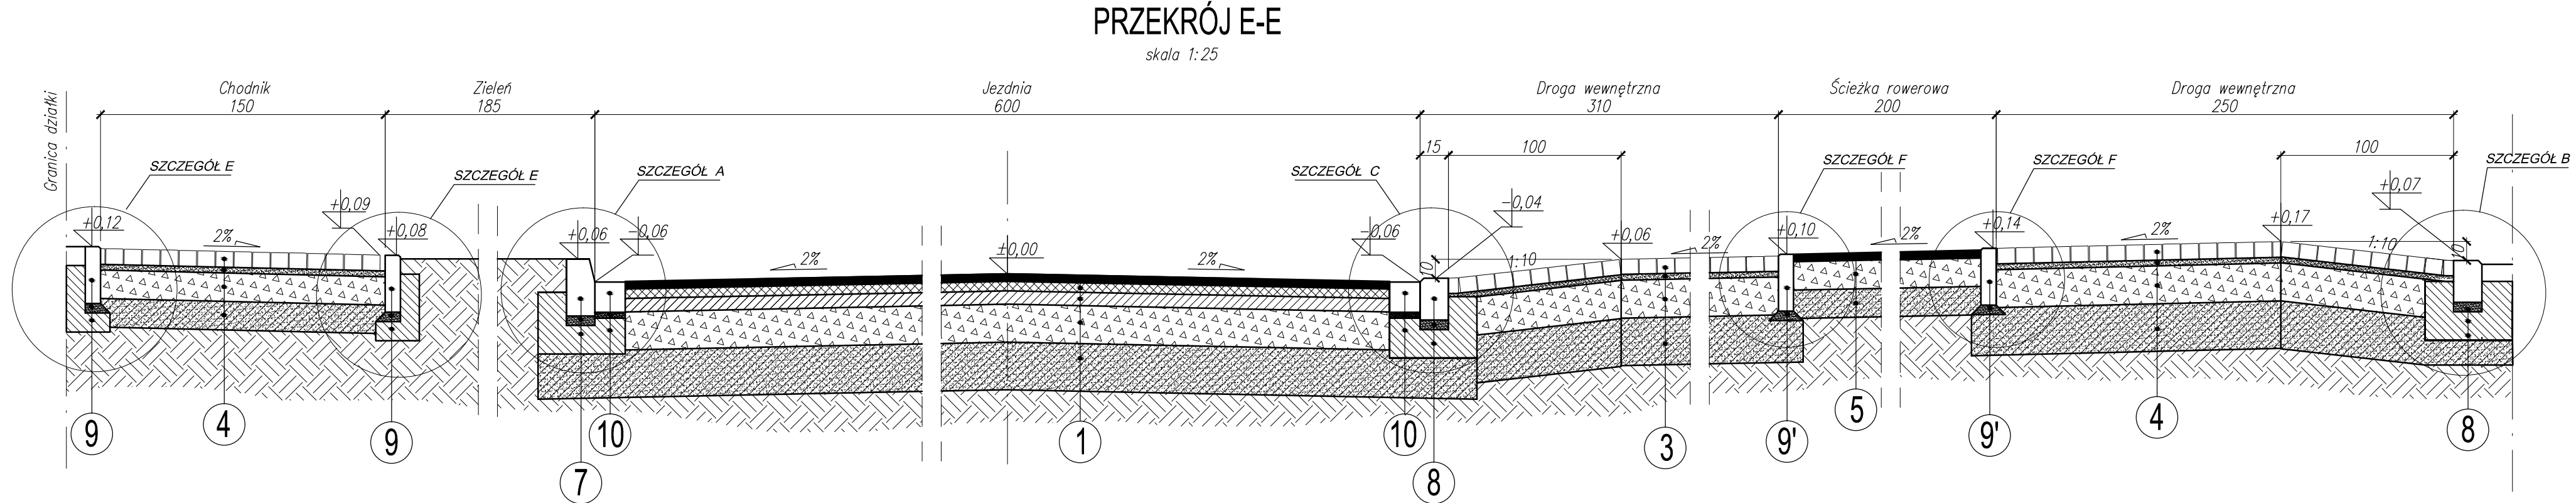 PRZEKRÓJ E-E
skala 1:25
Granica działki
Chodnik
150
Zieleń
185
Jezdnia
600
Droga wewnętrzna
310
Ścieżka rowerowa
200
Droga wewnętrzna
250
15
100
100
SZCZEGÓŁ E
SZCZEGÓŁ E
SZCZEGÓŁ A
SZCZEGÓŁ C
SZCZEGÓŁ F
SZCZEGÓŁ F
SZCZEGÓŁ B
+0,12
2%
+0,09
+0,08
+0,06
-0,06
2%
±0,00
2%
-0,06
-0,04
10
1:10
+0,06
2%
+0,10
2%
+0,14
2%
+0,17
1:10
+0,07
10
9
4
9
7
10
1
10
8
3
9'
5
9'
4
8